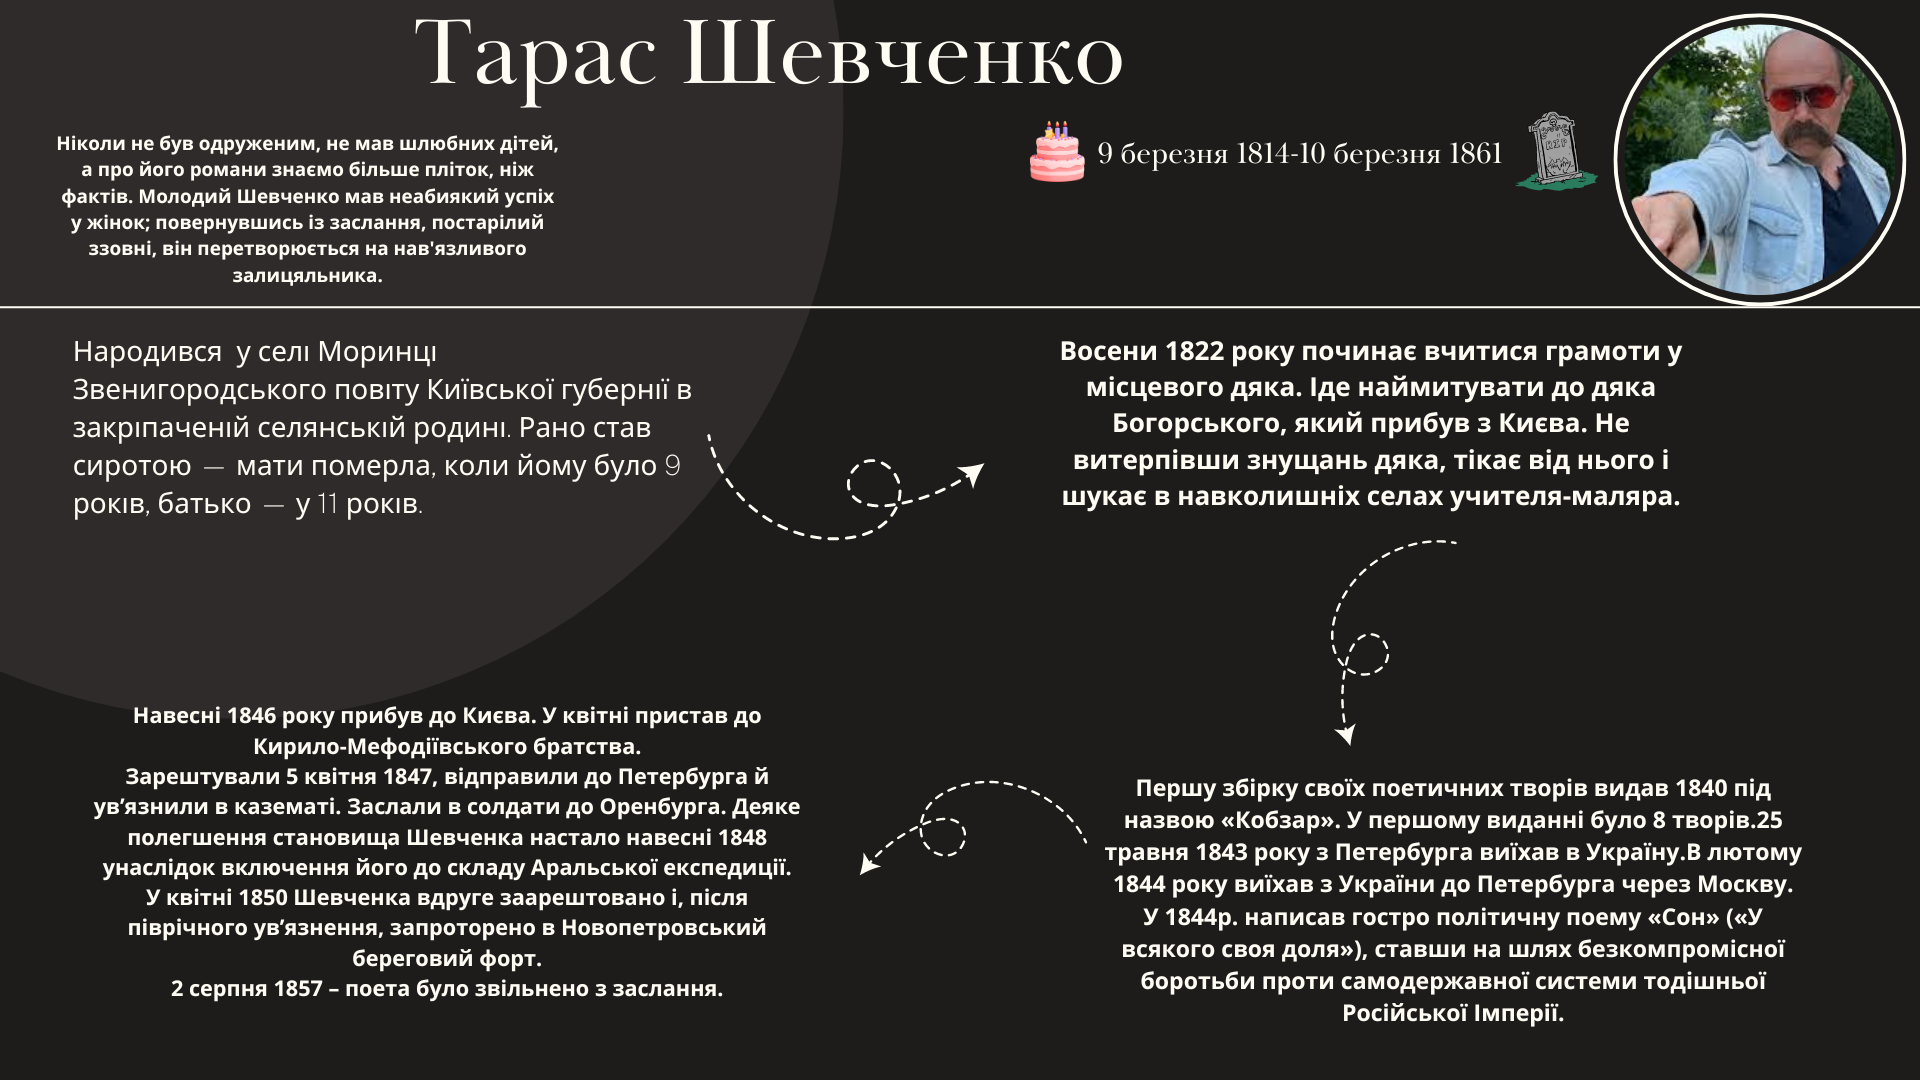 Тарас Шевченко
Ніколи не був одруженим, не мав шлюбних дітей,
а про його романи знаємо більше пліток, ніж
фактів. Молодий Шевченко мав неабиякий успіх
у жінок; повернувшись із заслання, постарілий
ззовні, він перетворюється на нав'язливого
залицяльника.
9 березня 1814-10 березня 1861
RIP
Народився у селі Моринці
Звенигородського повіту Київської губернії в
закріпаченій селянській родині. Рано став
сиротою — мати померла, коли йому було 9
років, батько — у 11 років.
Восени 1822 року починає вчитися грамоти у
місцевого дяка. Іде наймитувати до дяка
Богорського, який прибув з Києва. Не
витерпівши знущань дяка, тікає від нього і
шукає в навколишніх селах учителя-маляра.
Першу збірку своїх поетичних творів видав 1840 під
назвою «Кобзар». У першому виданні було 8 творів.25
травня 1843 року з Петербурга виїхав в Україну.В лютому
1844 року виїхав з України до Петербурга через Москву.
У 1844р. написав гостро політичну поему «Сон» («У
всякого своя доля»), ставши на шлях безкомпромісної
боротьби проти самодержавної системи тодішньої
Російської Імперії.
Навесні 1846 року прибув до Києва. У квітні пристав до
Кирило-Мефодіївського братства.
Зарештували 5 квітня 1847, відправили до Петербурга й
ув’язнили в казематі. Заслали в солдати до Оренбурга. Деяке
полегшення становища Шевченка настало навесні 1848
унаслідок включення його до складу Аральської експедиції.
У квітні 1850 Шевченка вдруге заарештовано і, після
піврічного ув’язнення, запроторено в Новопетровський
береговий форт.
2 серпня 1857 – поета було звільнено з заслання.